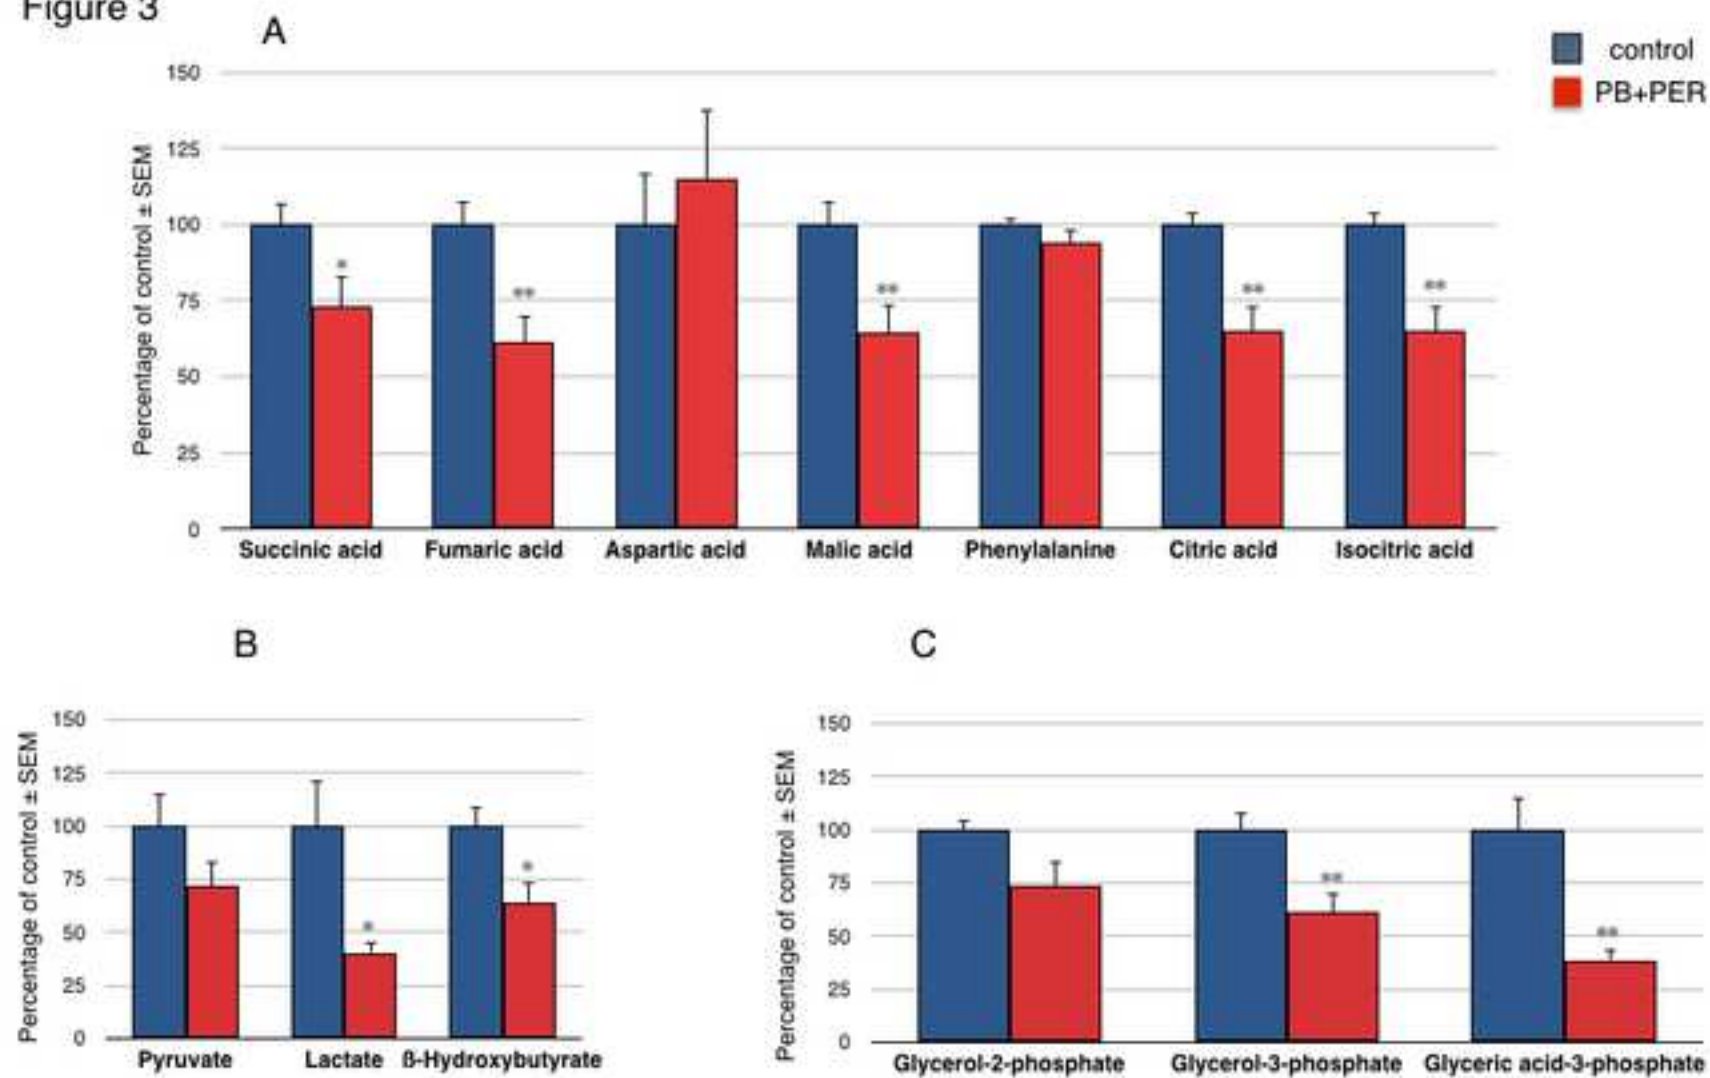 Figure 3
A
control
PB+PER
Percentage of control ± SEM
150
125
100
75
50
25
0
* ** ** ** **
Succinic acid Fumaric acid Aspartic acid Malic acid Phenylalanine Citric acid Isocitric acid
B
Percentage of control ± SEM
150
125
100
75
50
25
0
* *
Pyruvate Lactate ß-Hydroxybutyrate
C
Percentage of control ± SEM
150
125
100
75
50
25
0
** **
Glycerol-2-phosphate Glycerol-3-phosphate Glyceric acid-3-phosphate